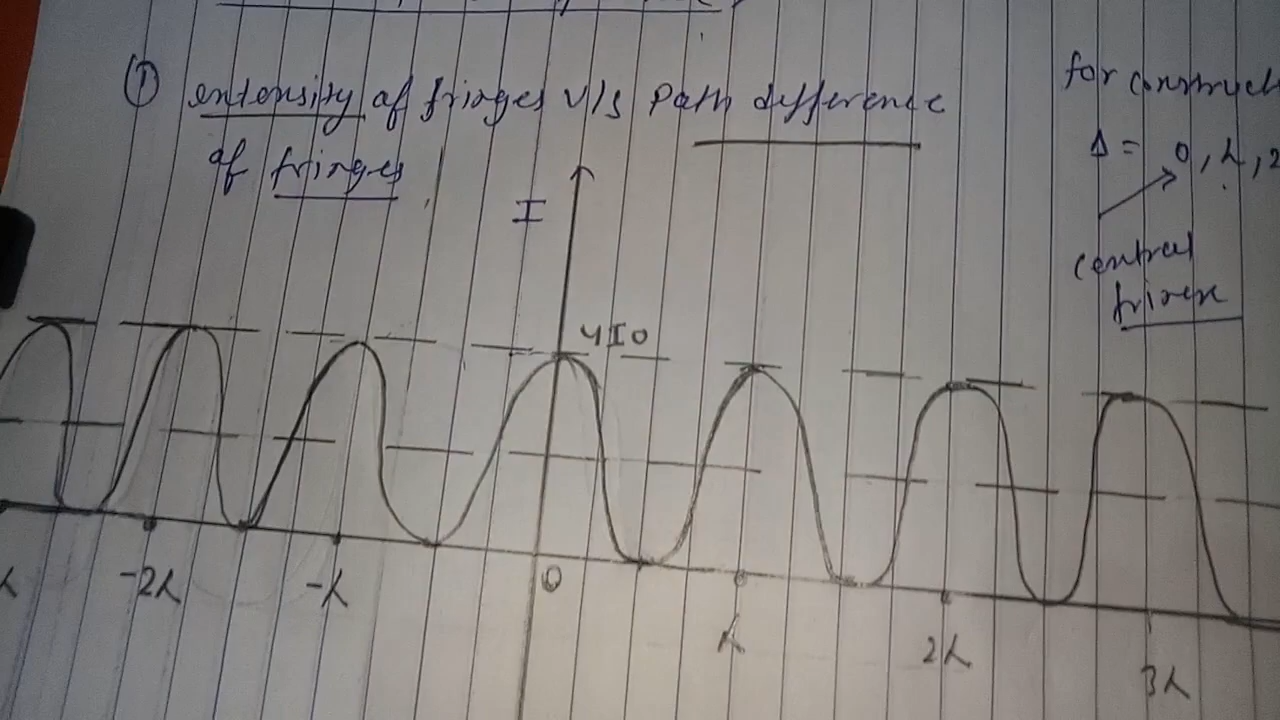 ① intensity of fringes v/s Path difference
of fringes
for construct
Δ = 0, λ, 2
central
fringe
I
4I0
-2λ
-λ
0
λ
2λ
3λ